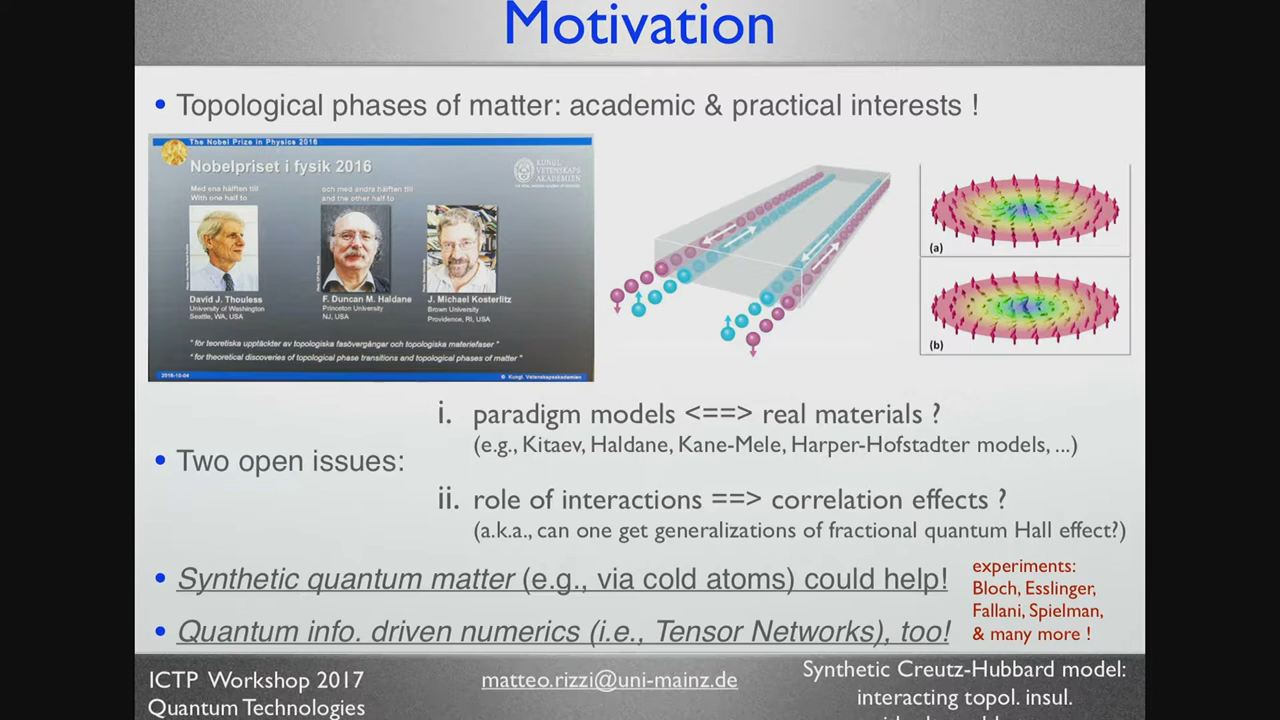 Motivation
• Topological phases of matter: academic & practical interests !
The Nobel Prize in Physics 2016
Nobelpriset i fysik 2016
KUNGL.
VETENSKAPS
AKADEMIEN
Med ena hälften till
With one half to
och med andra hälften till
and the other half to
David J. Thouless
University of Washington
Seattle, WA, USA
F. Duncan M. Haldane
Princeton University
NJ, USA
J. Michael Kosterlitz
Brown University
Providence, RI, USA
"för teoretiska upptäckter av topologiska fasövergångar och topologiska materiefaser"
"for theoretical discoveries of topological phase transitions and topological phases of matter"
2016-10-04
© Kungl. Vetenskapsakademien
(a)
(b)
• Two open issues:
i. paradigm models <==> real materials ?
(e.g., Kitaev, Haldane, Kane-Mele, Harper-Hofstadter models, ...)
ii. role of interactions ==> correlation effects ?
(a.k.a., can one get generalizations of fractional quantum Hall effect?)
• Synthetic quantum matter (e.g., via cold atoms) could help!
• Quantum info. driven numerics (i.e., Tensor Networks), too!
experiments:
Bloch, Esslinger,
Fallani, Spielman,
& many more !
ICTP Workshop 2017
Quantum Technologies
matteo.rizzi@uni-mainz.de
Synthetic Creutz-Hubbard model:
interacting topol. insul.